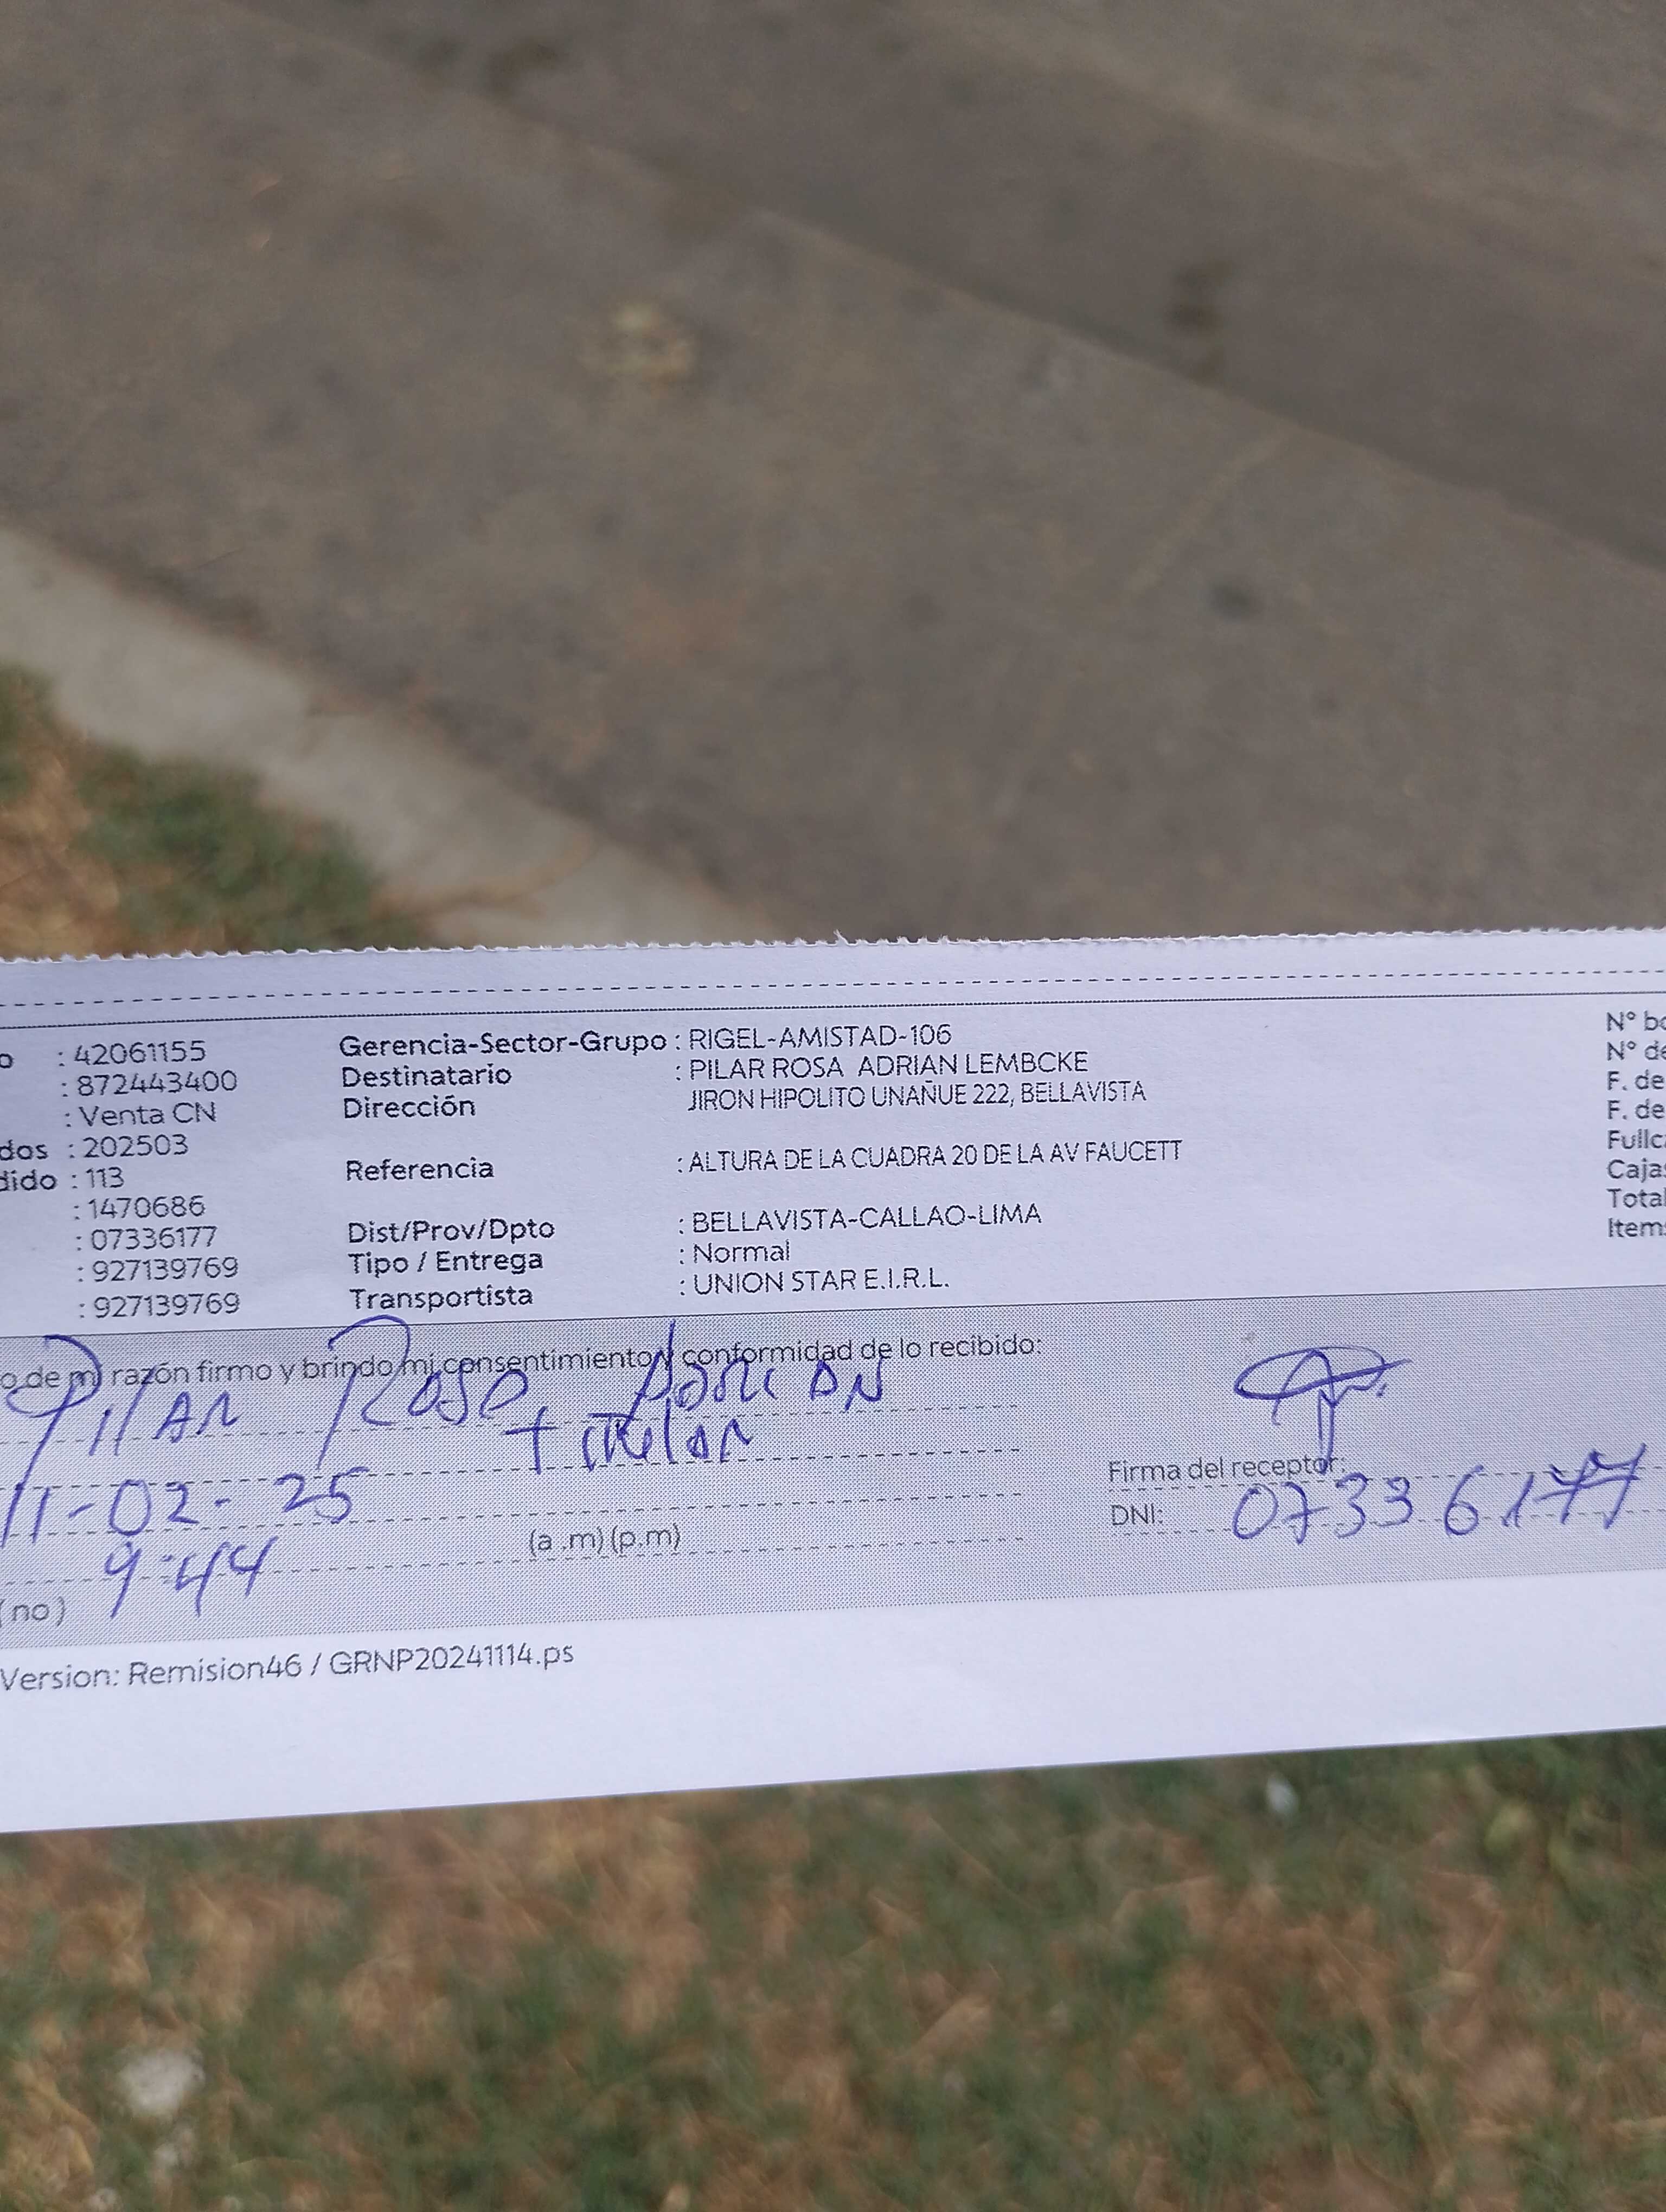 o : 42061155
: 872443400
: Venta CN
dos : 202503
dido : 113
: 1470686
: 07336177
: 927139769
: 927139769
Gerencia-Sector-Grupo : RIGEL-AMISTAD-106
Destinatario : PILAR ROSA ADRIAN LEMBCKE
Dirección JIRON HIPOLITO UNAÑUE 222, BELLAVISTA
Referencia : ALTURA DE LA CUADRA 20 DE LA AV FAUCETT
Dist/Prov/Dpto : BELLAVISTA-CALLAO-LIMA
Tipo / Entrega : Normal
Transportista : UNION STAR E.I.R.L.
N° bo
N° de
F. de
F. de
Fullc
Cajas
Total
Item
o de mi razón firmo y brindo mi consentimiento y conformidad de lo recibido:
Pilar Rosa Adrian
titular
11-02-25
9:44 (a .m) (p.m)
(no)
Firma del receptor:
DNI: 07336177
Version: Remision46 / GRNP20241114.ps